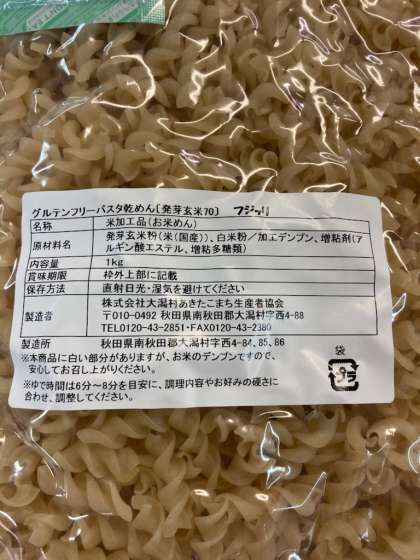 グルテンフリーパスタ乾めん〔発芽玄米70〕 フジッリ
名称 米加工品(お米めん)
原材料名 発芽玄米粉(米(国産))、白米粉/加工デンプン、増粘剤(ア
ルギン酸エステル、増粘多糖類)
内容量 1kg
賞味期限 枠外上部に記載
保存方法 直射日光・湿気を避けてください
製造者 株式会社大潟村あきたこまち生産者協会
〒010-0492 秋田県南秋田郡大潟村字西4-88
TEL0120-43-2851・FAX0120-43-2380
製造所 秋田県南秋田郡大潟村字西4-84、85、86
※本商品に白い部分がありますが、お米のデンプンですので、
安心してお召し上がりください。
※ゆで時間は6分~8分を目安に、調理内容やお好みの硬さに
合わせ、調整してください。
袋
プラ